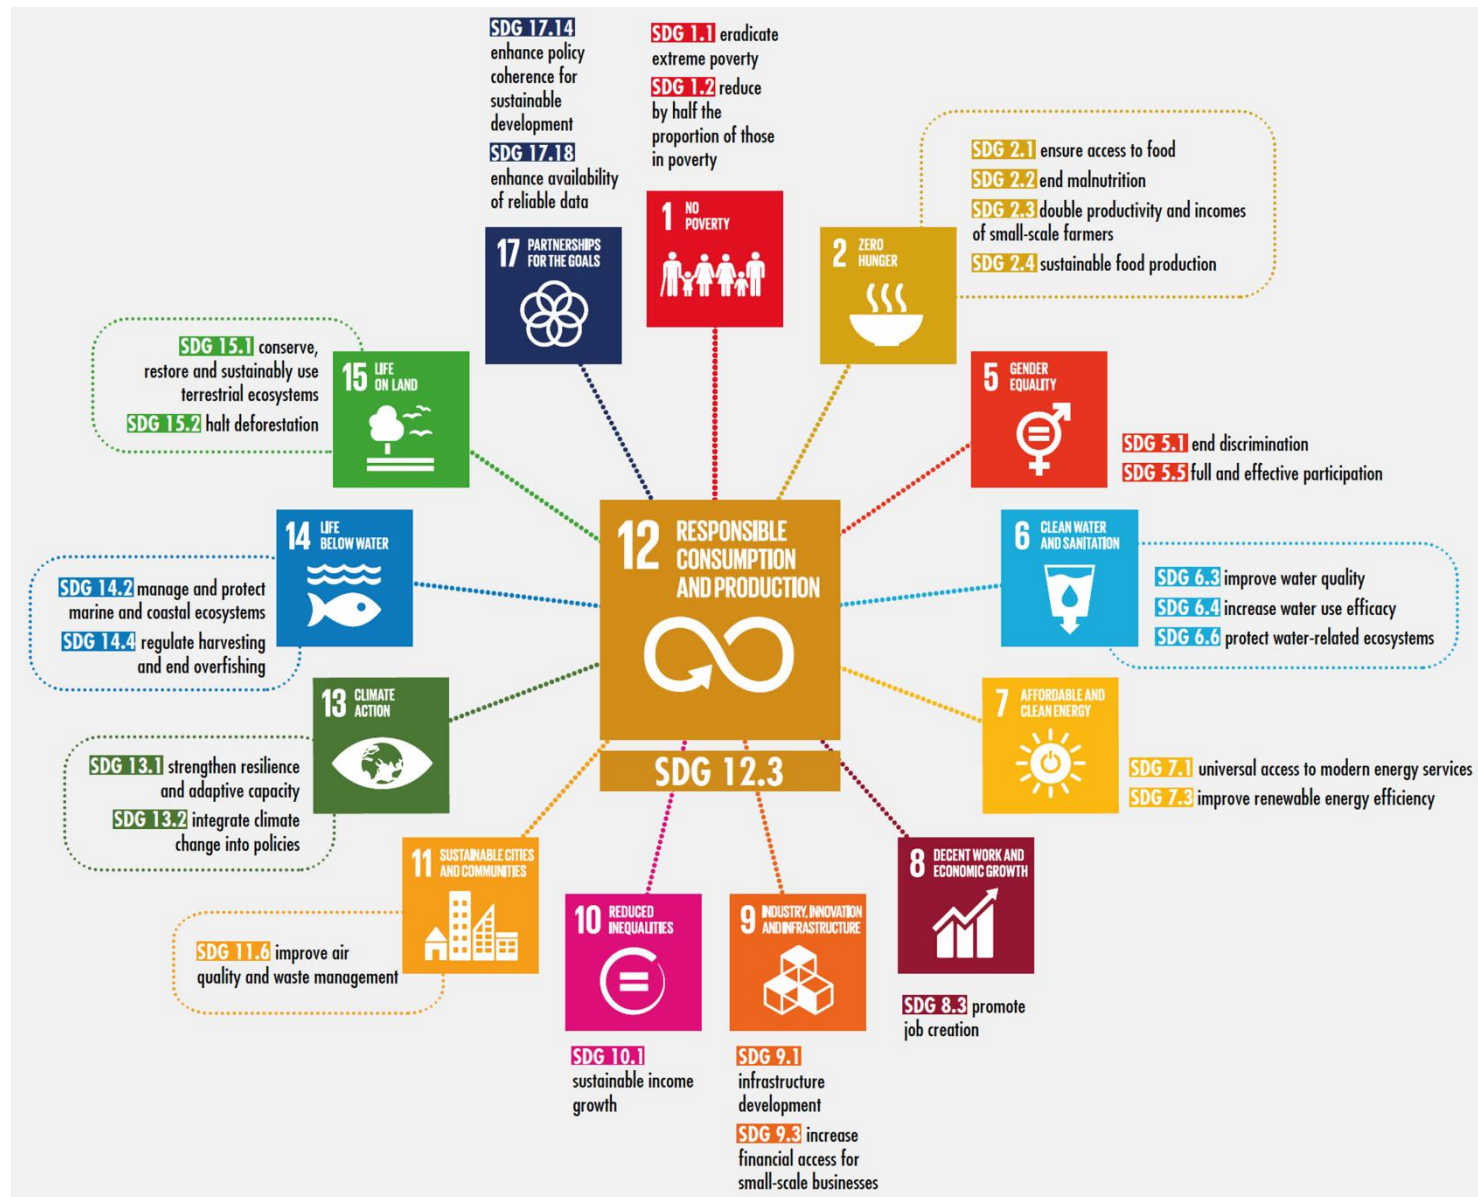 SDG 17.14
enhance policy
coherence for
sustainable
development
SDG 17.18
enhance availability
of reliable data
17 PARTNERSHIPS
FOR THE GOALS
SDG 1.1 eradicate
extreme poverty
SDG 1.2 reduce
by half the
proportion of those
in poverty
1 NO
POVERTY
SDG 2.1 ensure access to food
SDG 2.2 end malnutrition
SDG 2.3 double productivity and incomes
of small-scale farmers
SDG 2.4 sustainable food production
2 ZERO
HUNGER
5 GENDER
EQUALITY
SDG 5.1 end discrimination
SDG 5.5 full and effective participation
6 CLEAN WATER
AND SANITATION
SDG 6.3 improve water quality
SDG 6.4 increase water use efficacy
SDG 6.6 protect water-related ecosystems
7 AFFORDABLE AND
CLEAN ENERGY
SDG 7.1 universal access to modern energy services
SDG 7.3 improve renewable energy efficiency
8 DECENT WORK AND
ECONOMIC GROWTH
SDG 8.3 promote
job creation
9 INDUSTRY, INNOVATION
AND INFRASTRUCTURE
SDG 9.1
infrastructure
development
SDG 9.3 increase
financial access for
small-scale businesses
10 REDUCED
INEQUALITIES
SDG 10.1
sustainable income
growth
11 SUSTAINABLE CITIES
AND COMMUNITIES
SDG 11.6 improve air
quality and waste management
13 CLIMATE
ACTION
SDG 13.1 strengthen resilience
and adaptive capacity
SDG 13.2 integrate climate
change into policies
14 LIFE
BELOW WATER
SDG 14.2 manage and protect
marine and coastal ecosystems
SDG 14.4 regulate harvesting
and end overfishing
15 LIFE
ON LAND
SDG 15.1 conserve,
restore and sustainably use
terrestrial ecosystems
SDG 15.2 halt deforestation
12 RESPONSIBLE
CONSUMPTION
AND PRODUCTION
SDG 12.3